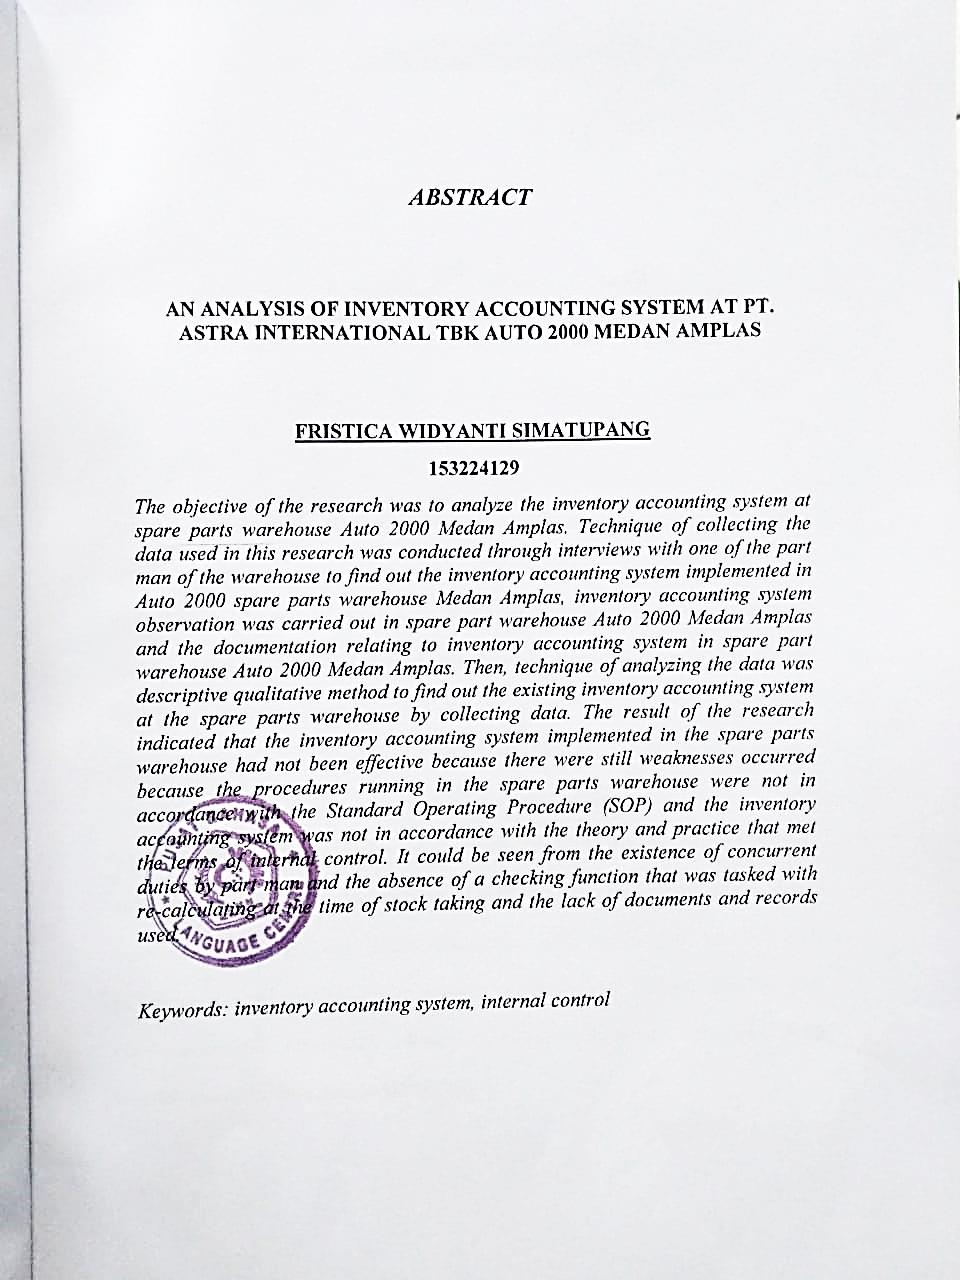 ABSTRACT
AN ANALYSIS OF INVENTORY ACCOUNTING SYSTEM AT PT.
ASTRA INTERNATIONAL TBK AUTO 2000 MEDAN AMPLAS
FRISTICA WIDYANTI SIMATUPANG
153224129
The objective of the research was to analyze the inventory accounting system at
spare parts warehouse Auto 2000 Medan Amplas. Technique of collecting the
data used in this research was conducted through interviews with one of the part
man of the warehouse to find out the inventory accounting system implemented in
Auto 2000 spare parts warehouse Medan Amplas, inventory accounting system
observation was carried out in spare part warehouse Auto 2000 Medan Amplas
and the documentation relating to inventory accounting system in spare part
warehouse Auto 2000 Medan Amplas. Then, technique of analyzing the data was
descriptive qualitative method to find out the existing inventory accounting system
at the spare parts warehouse by collecting data. The result of the research
indicated that the inventory accounting system implemented in the spare parts
warehouse had not been effective because there were still weaknesses occurred
because the procedures running in the spare parts warehouse were not in
accordance with the Standard Operating Procedure (SOP) and the inventory
accounting system was not in accordance with the theory and practice that met
the terms of internal control. It could be seen from the existence of concurrent
duties by part man and the absence of a checking function that was tasked with
re-calculating at the time of stock taking and the lack of documents and records
used.
PUSAT BAHASA
LANGUAGE CENTER
Keywords: inventory accounting system, internal control